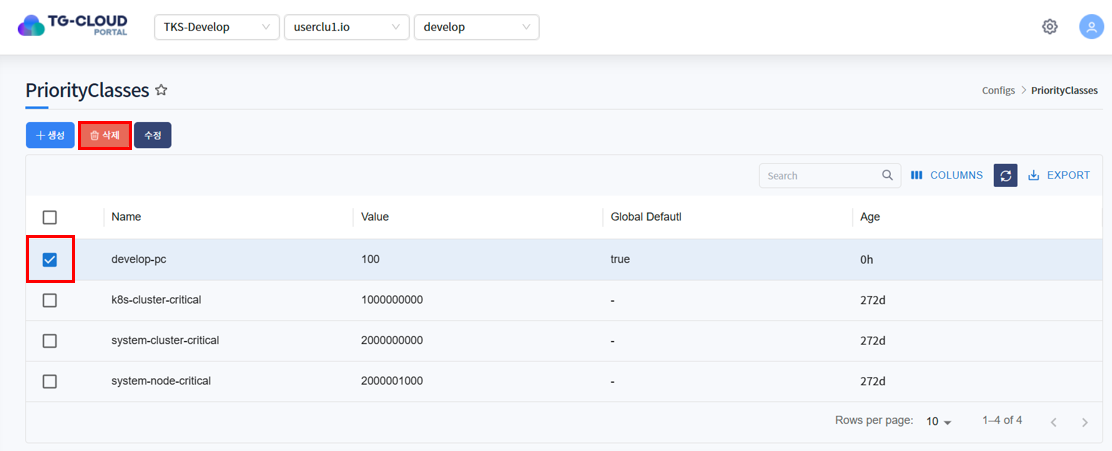 TG-CLOUD
PORTAL
TKS-Develop userclu1.io develop
PriorityClasses
Configs > PriorityClasses
+ 생성 삭제 수정
Search COLUMNS EXPORT
Name Value Global Defautl Age
develop-pc 100 true 0h
k8s-cluster-critical 1000000000 - 272d
system-cluster-critical 2000000000 - 272d
system-node-critical 2000001000 - 272d
Rows per page: 10 1–4 of 4